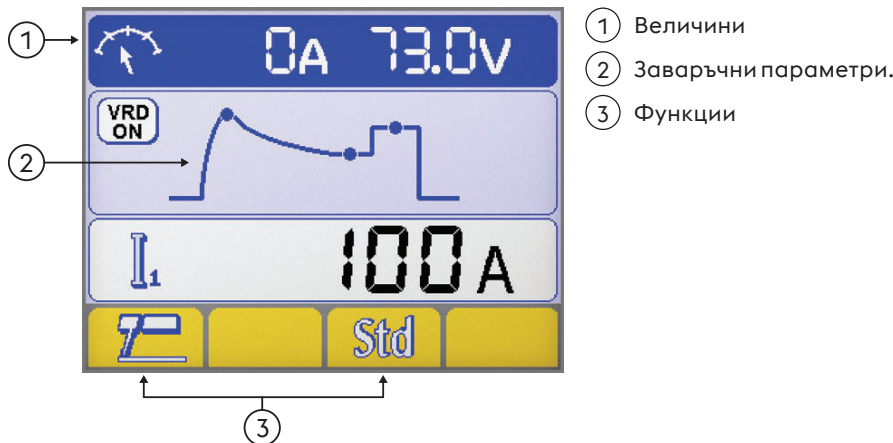 1 Величини
0A 73.0V
2 Заваръчни параметри.
VRD
ON
3 Функции
1
2
I1 100A
Std
3